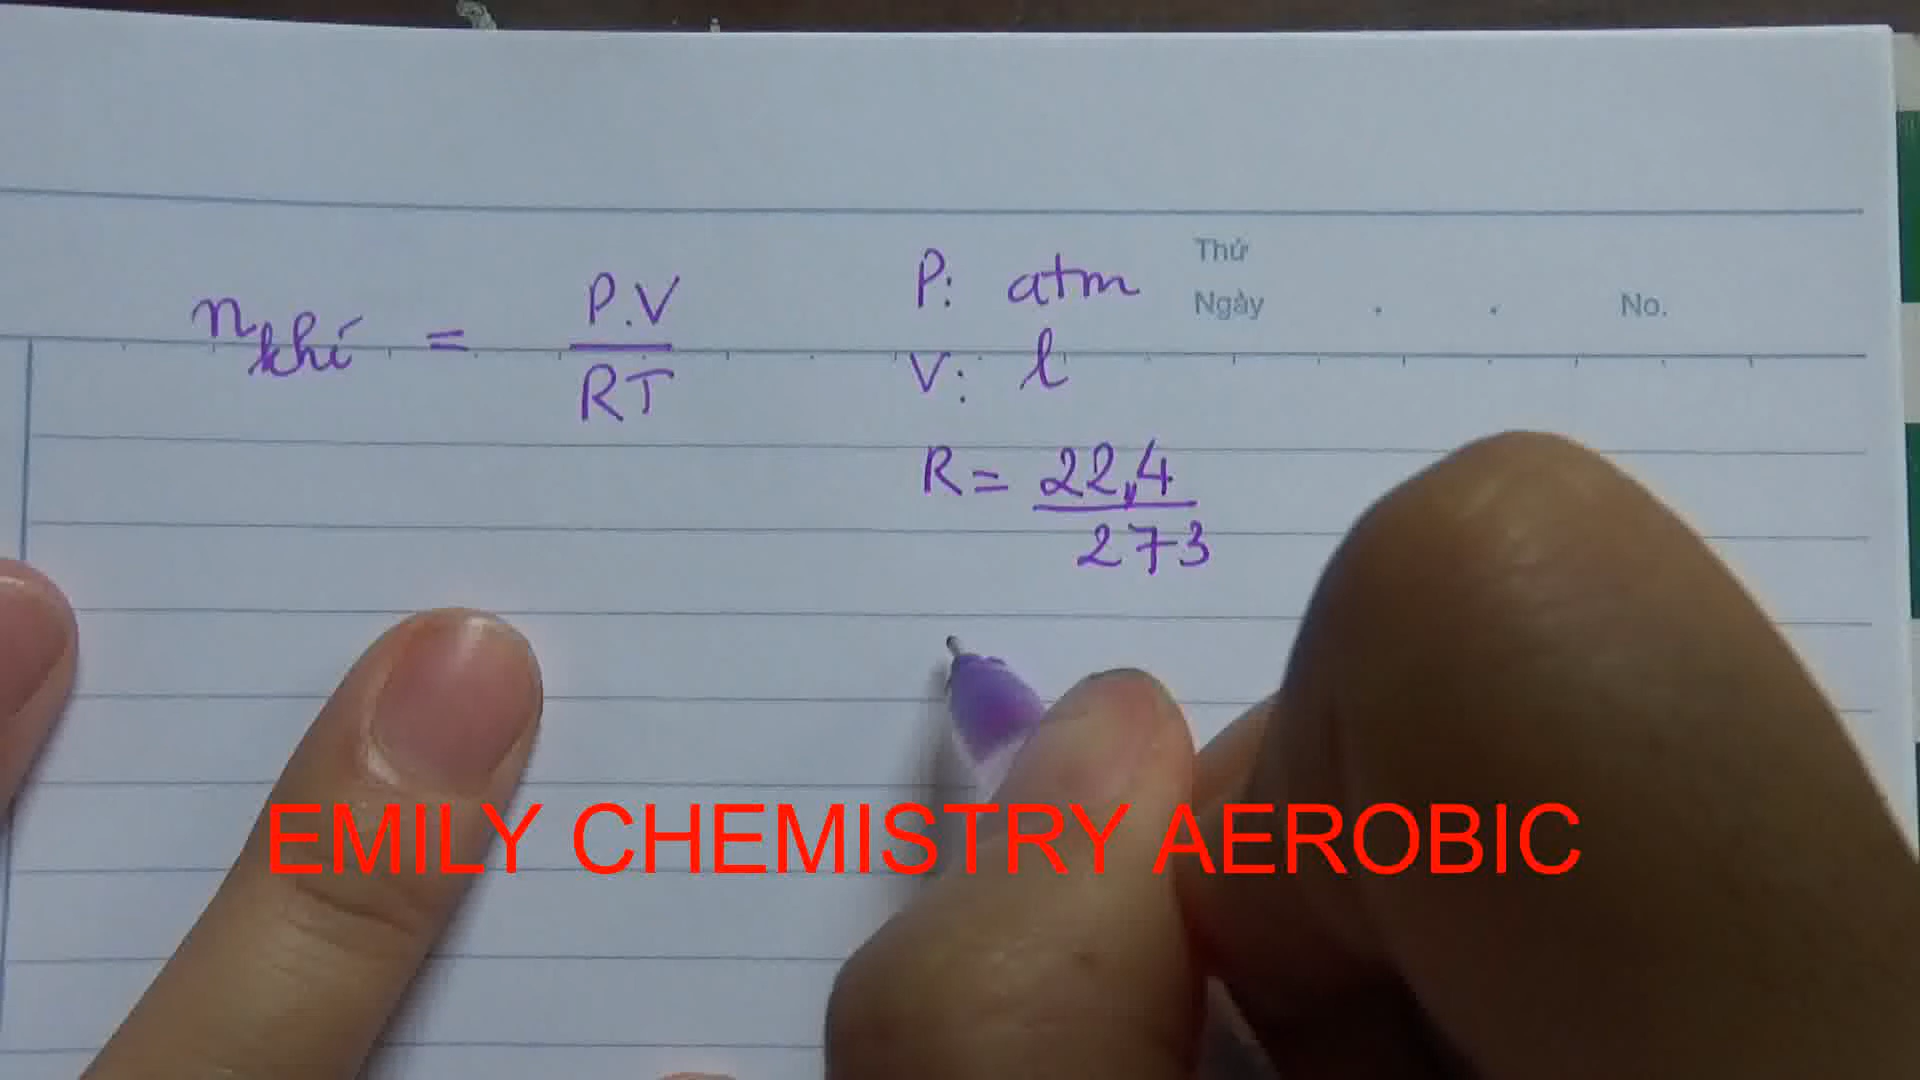 n khí = P.V / RT
P: atm
V: l
R = 22,4 / 273
Thứ
Ngày . . No.
EMILY CHEMISTRY AEROBIC